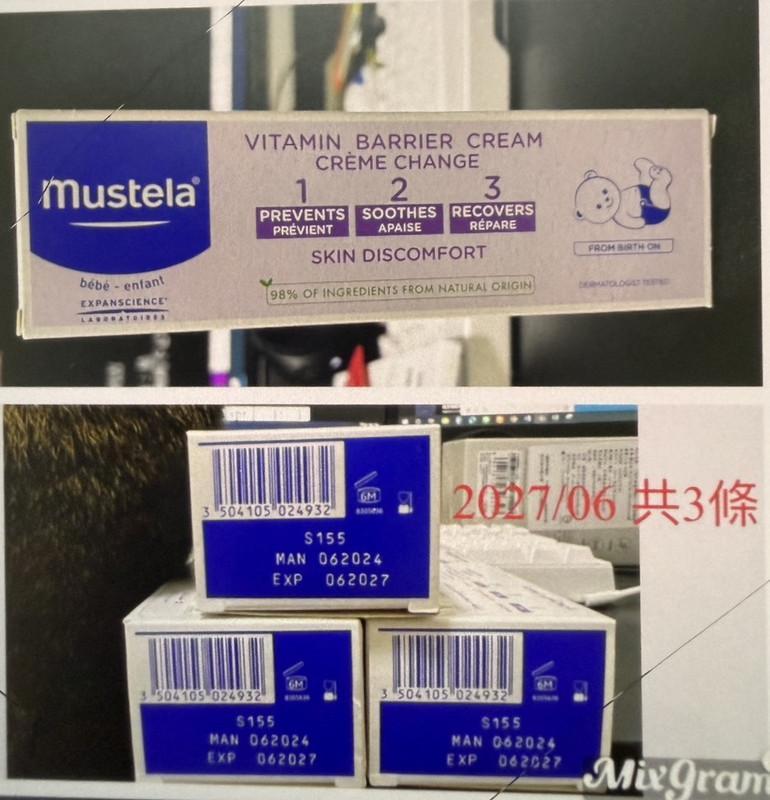 mustela®
bébé - enfant
EXPANSCIENCE®
LABORATOIRES
VITAMIN BARRIER CREAM
CRÈME CHANGE
1 2 3
PREVENTS SOOTHES RECOVERS
PRÉVIENT APAISE RÉPARE
SKIN DISCOMFORT
98% OF INGREDIENTS FROM NATURAL ORIGIN
FROM BIRTH ON
DERMATOLOGIST TESTED
2027/06 共3條
6M
3 504105 024932
S155
MAN 062024
EXP 062027
6M
3 504105 024932
S155
MAN 062024
EXP 062027
6M
3 504105 024932
S155
MAN 062024
EXP 062027
MixGram